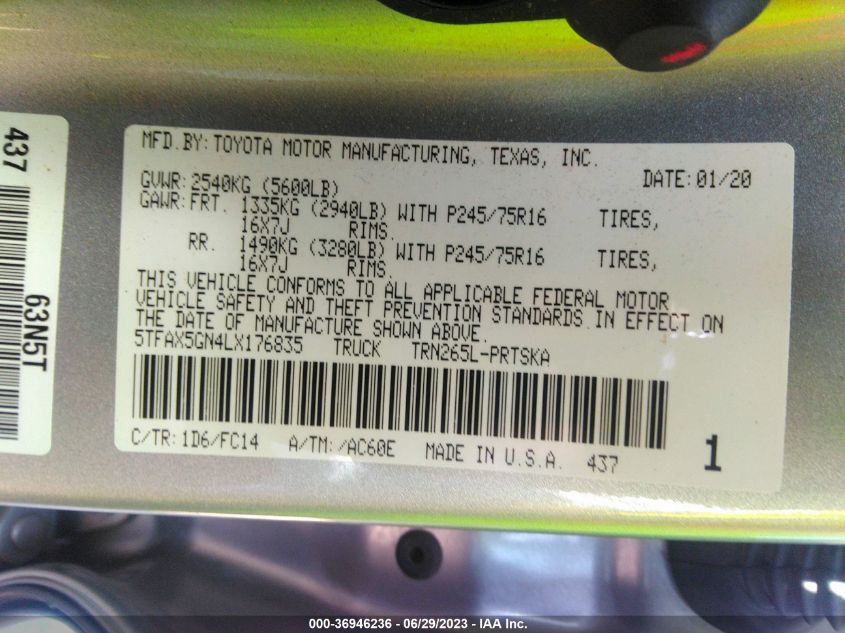 MFD.BY:TOYOTA MOTOR MANUFACTURING, TEXAS, INC.
DATE:01/20
GVWR:2540KG (5600LB)
GAWR:FRT. 1335KG (2940LB) WITH P245/75R16 TIRES,
16X7J RIMS.
RR. 1490KG (3280LB) WITH P245/75R16 TIRES,
16X7J RIMS.
THIS VEHICLE CONFORMS TO ALL APPLICABLE FEDERAL MOTOR
VEHICLE SAFETY AND THEFT PREVENTION STANDARDS IN EFFECT ON
THE DATE OF MANUFACTURE SHOWN ABOVE.
5TFAX5GN4LX176835 TRUCK TRN265L-PRTSKA
C/TR:1D6/FC14 A/TM:/AC60E MADE IN U.S.A. 437
1
437
63N5T
000-36946236 - 06/29/2023 - IAA Inc.